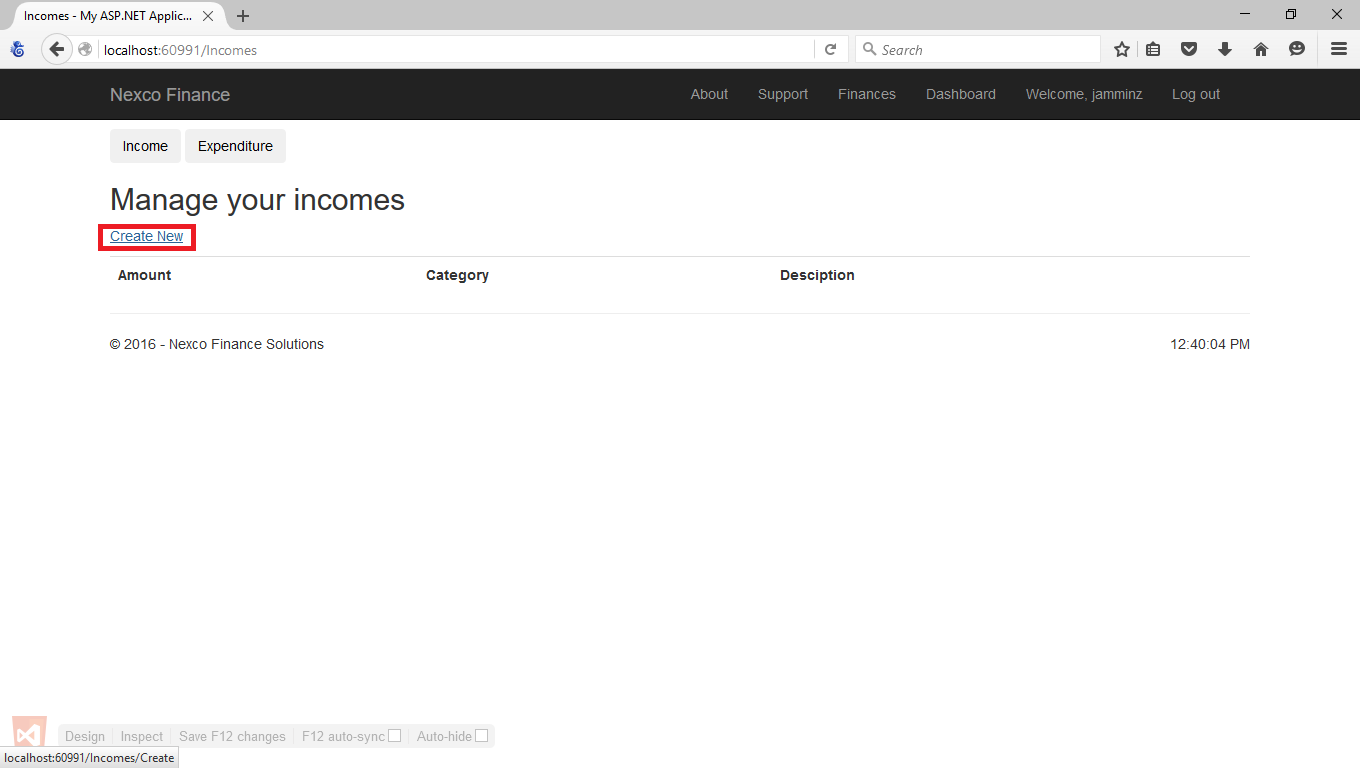 Incomes - My ASP.NET Applic...
localhost:60991/Incomes
Search
Nexco Finance About Support Finances Dashboard Welcome, jamminz Log out
Income Expenditure
Manage your incomes
Create New
Amount Category Desciption
© 2016 - Nexco Finance Solutions 12:40:04 PM
Design Inspect Save F12 changes F12 auto-sync Auto-hide
localhost:60991/Incomes/Create